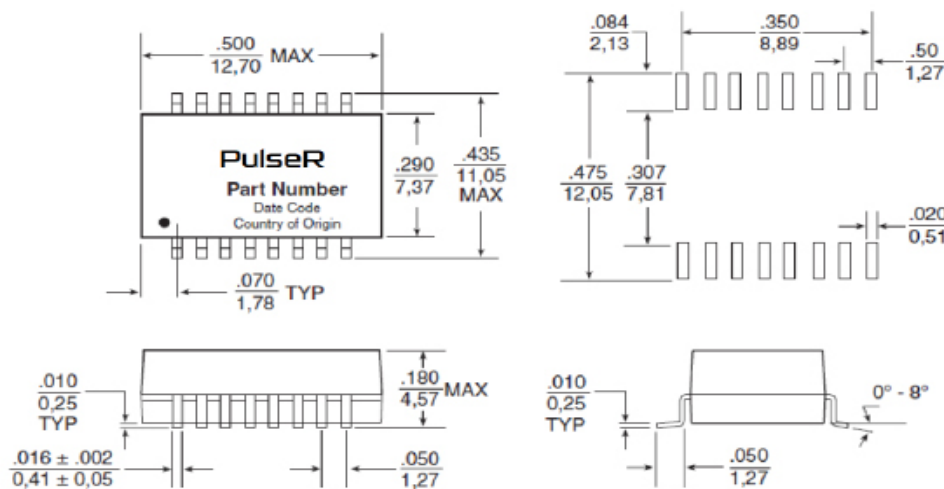 .500
12,70
MAX
PulseR
Part Number
Date Code
Country of Origin
.290
7,37
.435
11,05
MAX
.070
1,78
TYP
.084
2,13
.350
8,89
.50
1,27
.475
12,05
.307
7,81
.020
0,51
.010
0,25
TYP
.180
4,57
MAX
.016 ± .002
0,41 ± 0,05
.050
1,27
.010
0,25
TYP
0° - 8°
.050
1,27